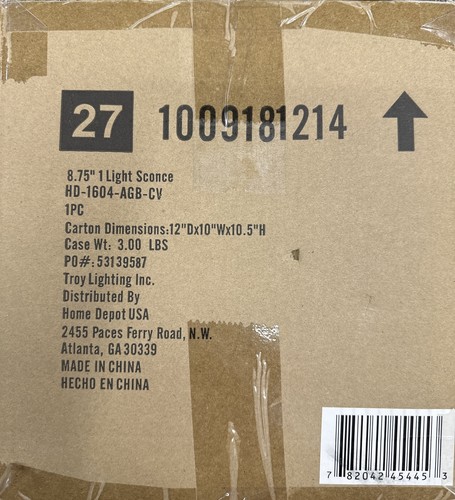 27 1009181214
8.75" 1 Light Sconce
HD-1604-AGB-CV
1PC
Carton Dimensions:12"Dx10"Wx10.5"H
Case Wt: 3.00 LBS
PO#: 53139587
Troy Lighting Inc.
Distributed By
Home Depot USA
2455 Paces Ferry Road, N.W.
Atlanta, GA 30339
MADE IN CHINA
HECHO EN CHINA
7 82042 45445 3